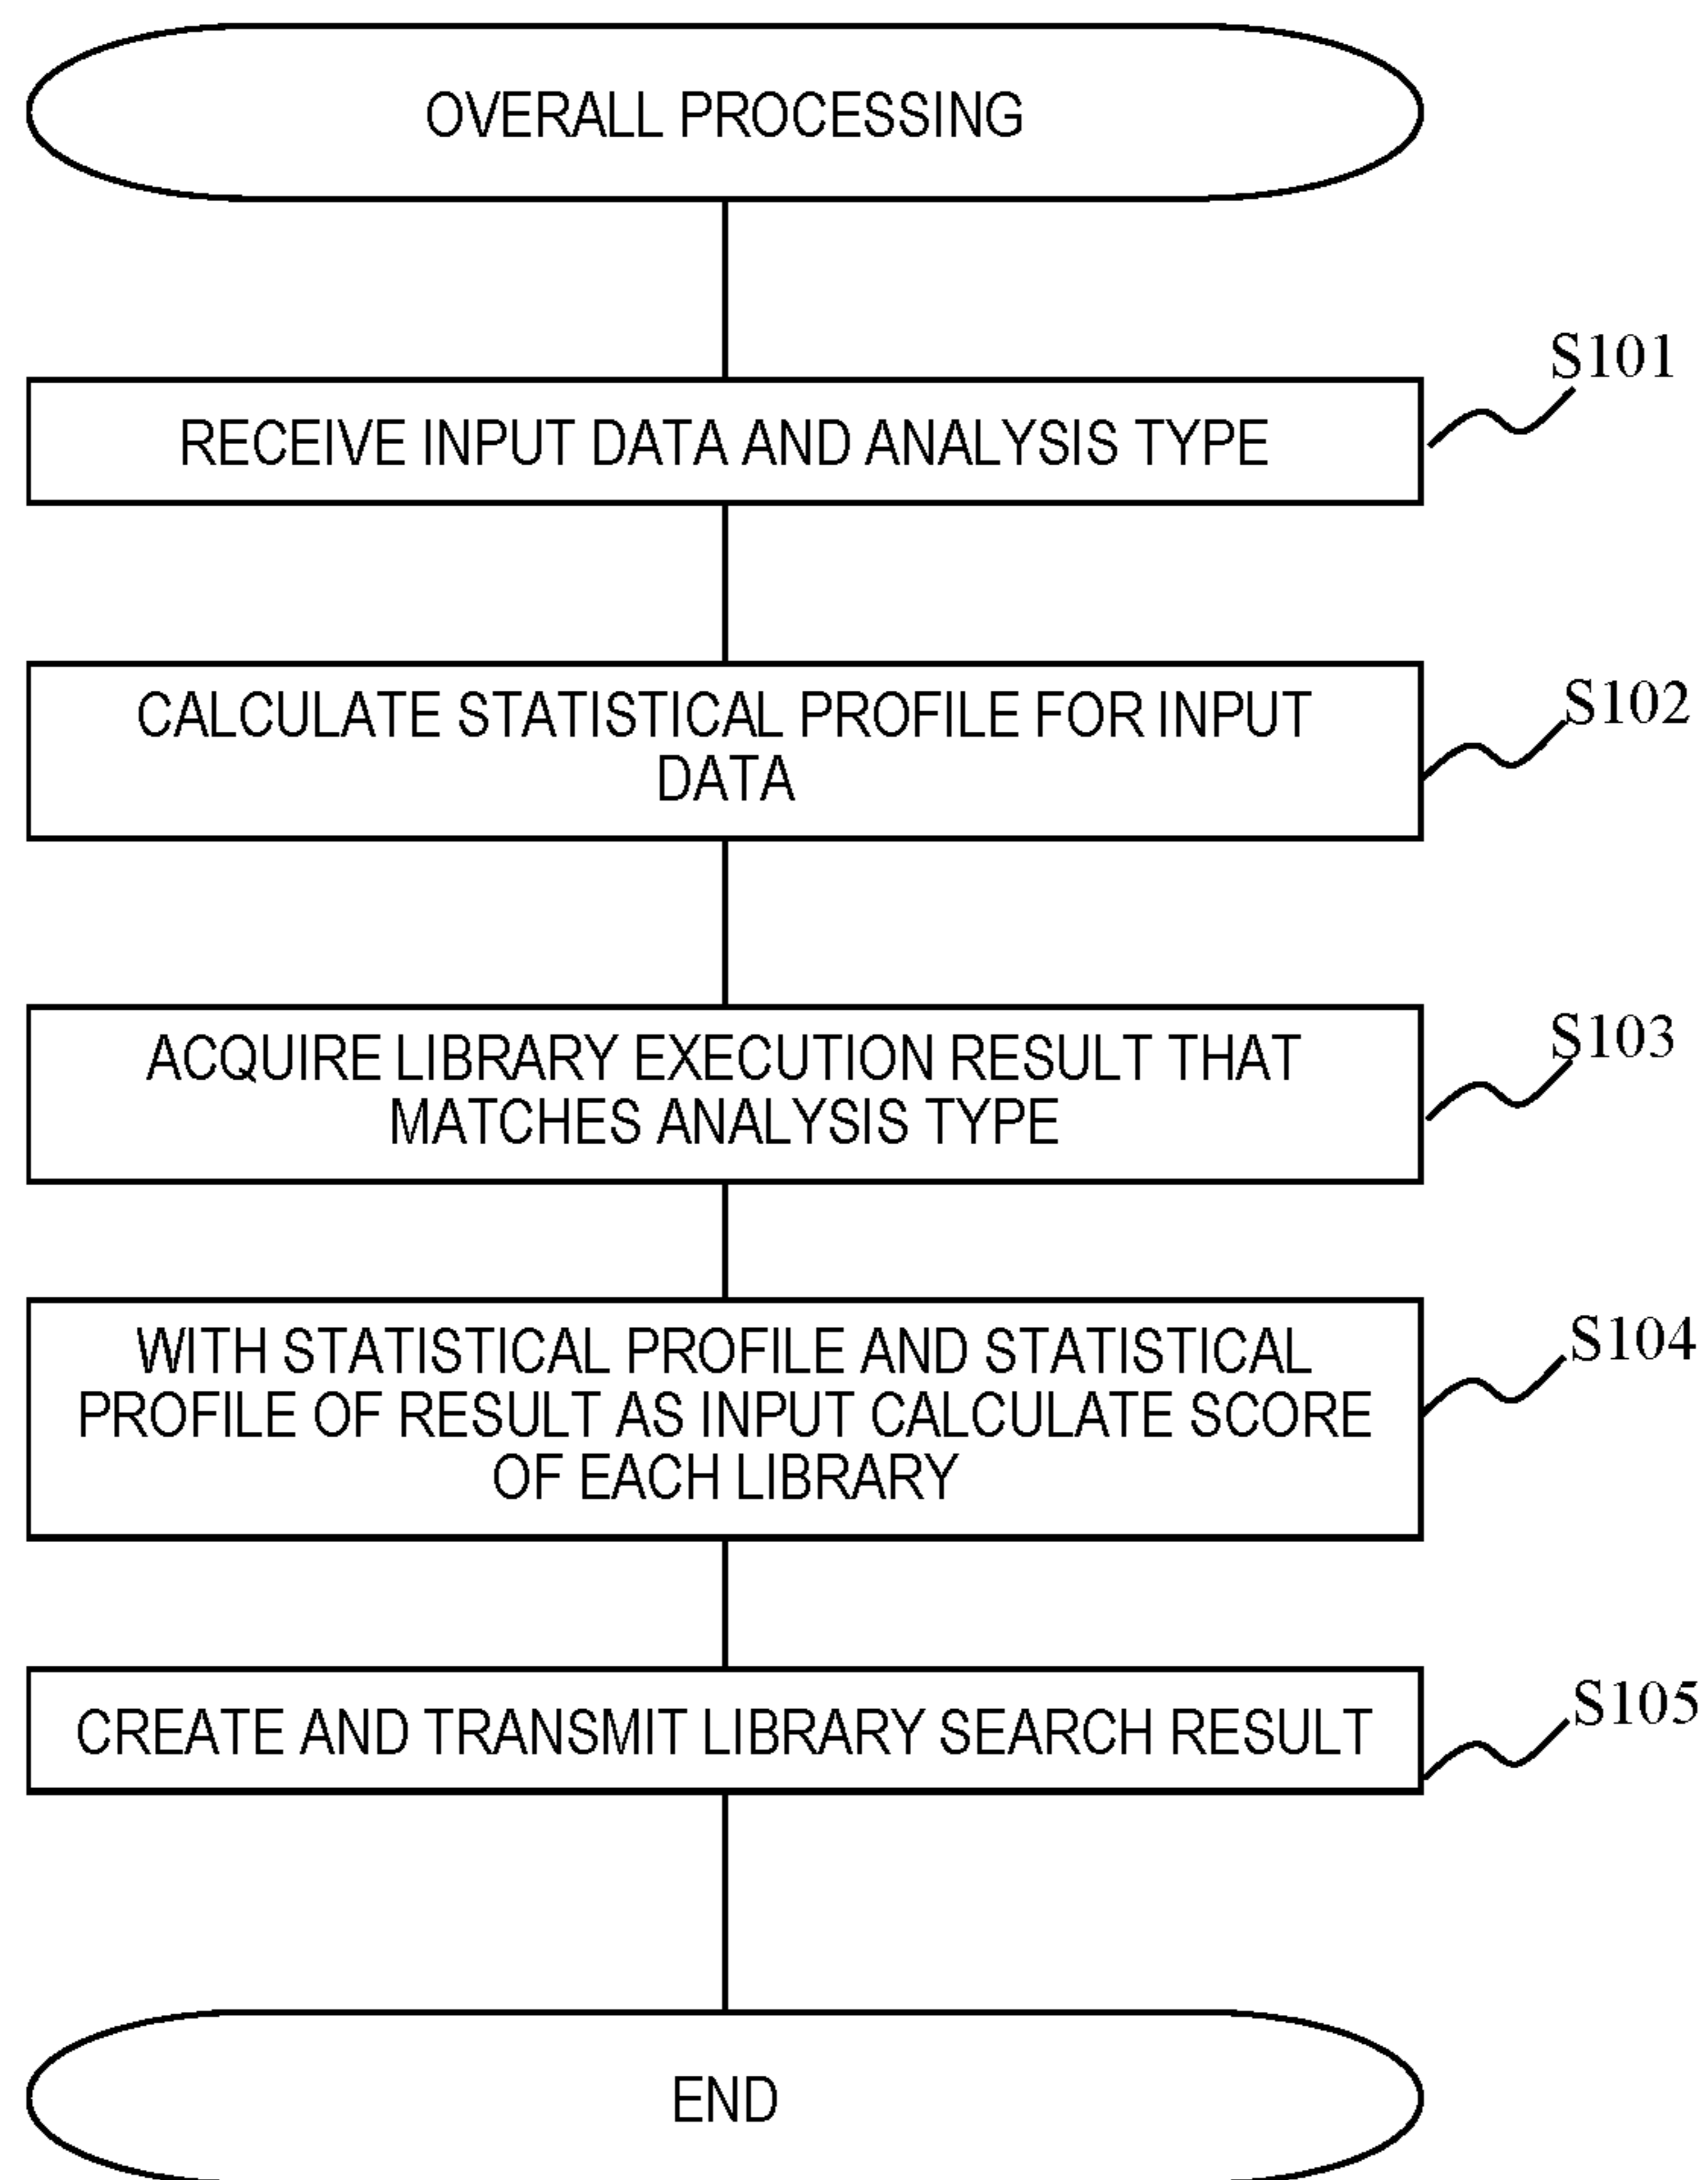 OVERALL PROCESSING
S101
RECEIVE INPUT DATA AND ANALYSIS TYPE
S102
CALCULATE STATISTICAL PROFILE FOR INPUT
DATA
S103
ACQUIRE LIBRARY EXECUTION RESULT THAT
MATCHES ANALYSIS TYPE
S104
WITH STATISTICAL PROFILE AND STATISTICAL
PROFILE OF RESULT AS INPUT CALCULATE SCORE
OF EACH LIBRARY
S105
CREATE AND TRANSMIT LIBRARY SEARCH RESULT
END